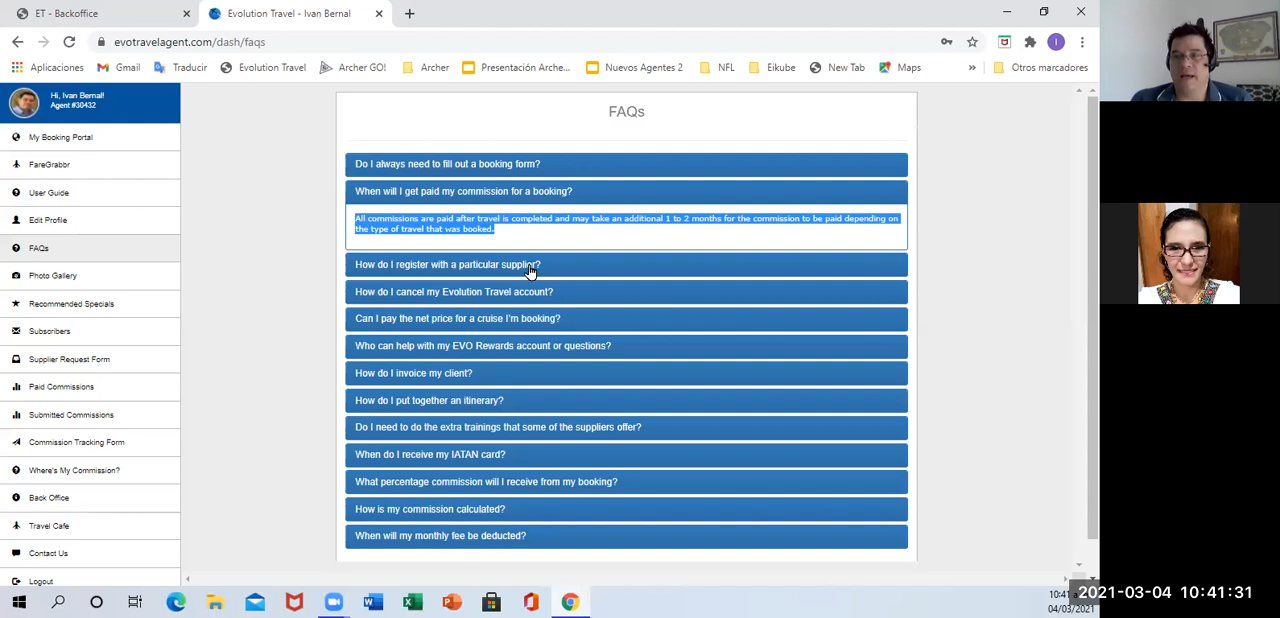 ET - Backoffice
Evolution Travel - Ivan Bernal
evotravelagent.com/dash/faqs
Aplicaciones
Gmail
Traducir
Evolution Travel
Archer GO!
Archer
Presentación Arche...
Nuevos Agentes 2
NFL
Eikube
New Tab
Maps
»
Otros marcadores
Hi, Ivan Bernal!
Agent #30432
My Booking Portal
FareGrabbr
User Guide
Edit Profile
FAQs
Photo Gallery
Recommended Specials
Subscribers
Supplier Request Form
Paid Commissions
Submitted Commissions
Commission Tracking Form
Where's My Commission?
Back Office
Travel Cafe
Contact Us
Logout
FAQs
Do I always need to fill out a booking form?
When will I get paid my commission for a booking?
All commissions are paid after travel is completed and may take an additional 1 to 2 months for the commission to be paid depending on
the type of travel that was booked.
How do I register with a particular supplier?
How do I cancel my Evolution Travel account?
Can I pay the net price for a cruise I'm booking?
Who can help with my EVO Rewards account or questions?
How do I invoice my client?
How do I put together an itinerary?
Do I need to do the extra trainings that some of the suppliers offer?
When do I receive my IATAN card?
What percentage commission will I receive from my booking?
How is my commission calculated?
When will my monthly fee be deducted?
10:41 a
04/03/2021
2021-03-04 10:41:31